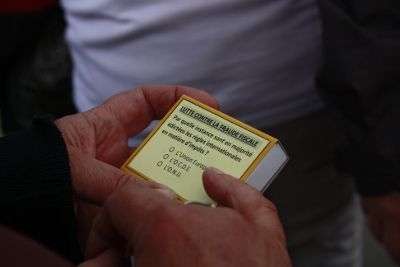 LUTTE CONTRE LA FRAUDE FISCALE
Par quelle instance sont en majorité
édictées les règles internationales
en matière d'impôts ?
O L'Union Europé
O L'O.C.D.E.
O L'O.N.U.